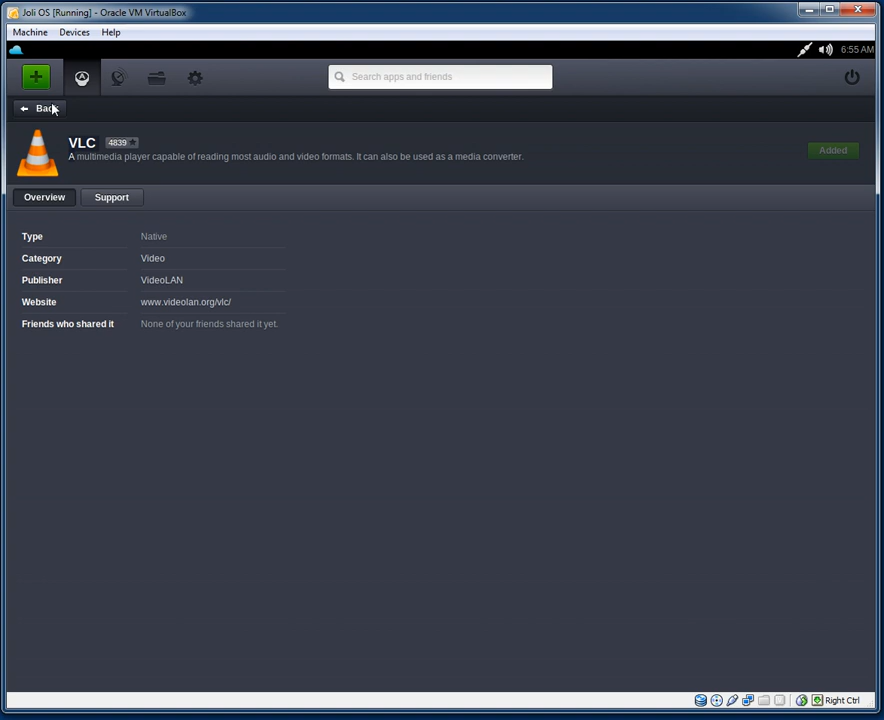 Joli OS [Running] - Oracle VM VirtualBox
Machine Devices Help
6:55 AM
Search apps and friends
Back
VLC 4839
A multimedia player capable of reading most audio and video formats. It can also be used as a media converter.
Added
Overview Support
Type Native
Category Video
Publisher VideoLAN
Website www.videolan.org/vlc/
Friends who shared it None of your friends shared it yet.
Right Ctrl